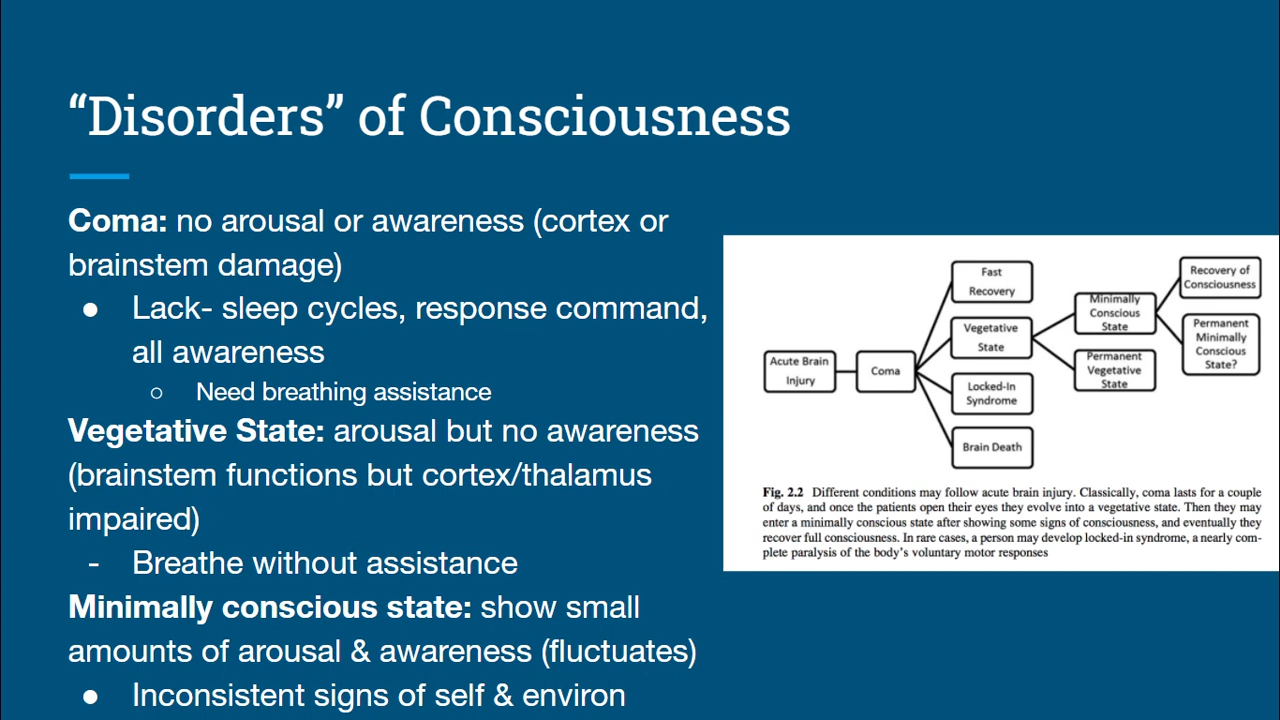 “Disorders” of Consciousness
Coma: no arousal or awareness (cortex or
brainstem damage)
● Lack- sleep cycles, response command,
all awareness
○ Need breathing assistance
Vegetative State: arousal but no awareness
(brainstem functions but cortex/thalamus
impaired)
- Breathe without assistance
Minimally conscious state: show small
amounts of arousal & awareness (fluctuates)
● Inconsistent signs of self & environ
Acute Brain
Injury
Coma
Fast
Recovery
Vegetative
State
Locked-In
Syndrome
Brain Death
Minimally
Conscious
State
Permanent
Vegetative
State
Recovery of
Consciousness
Permanent
Minimally
Conscious
State?
Fig. 2.2 Different conditions may follow acute brain injury. Classically, coma lasts for a couple
of days, and once the patients open their eyes they evolve into a vegetative state. Then they may
enter a minimally conscious state after showing some signs of consciousness, and eventually they
recover full consciousness. In rare cases, a person may develop locked-in syndrome, a nearly com-
plete paralysis of the body’s voluntary motor responses